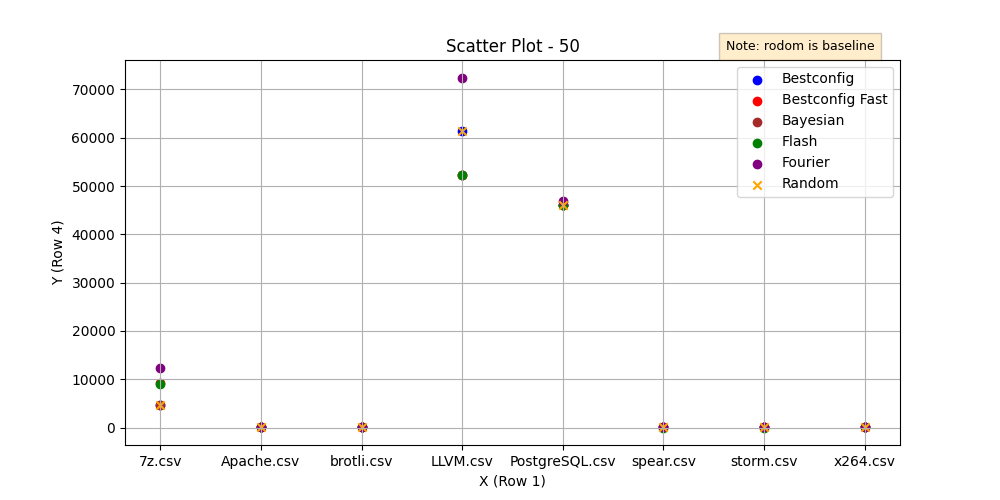 Scatter Plot - 50
Note: rodom is baseline
Bestconfig
Bestconfig Fast
Bayesian
Flash
Fourier
Random
Y (Row 4)
70000
60000
50000
40000
30000
20000
10000
0
7z.csv Apache.csv brotli.csv LLVM.csv PostgreSQL.csv spear.csv storm.csv x264.csv
X (Row 1)